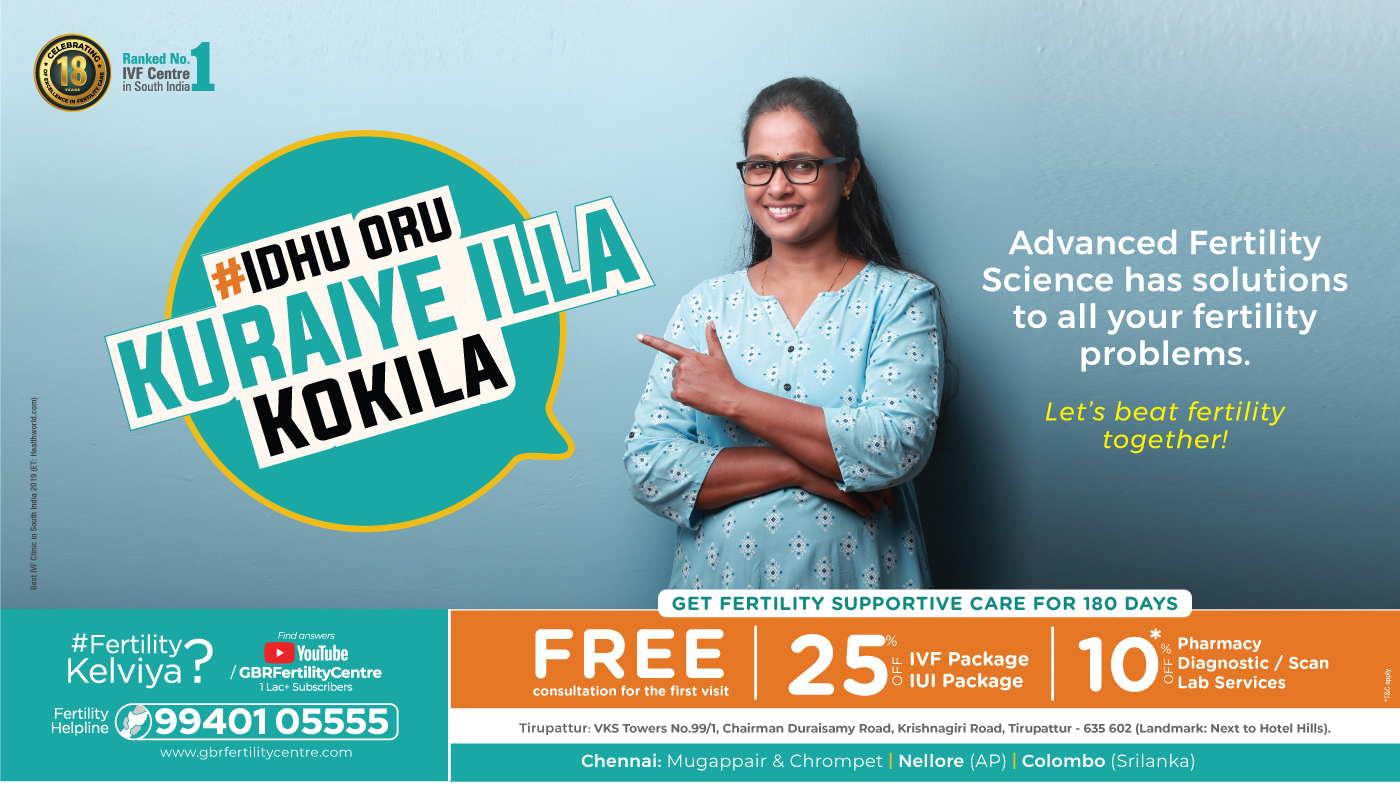 CELEBRATING
18
YEARS
OF EXCELLENCE IN FERTILITY CARE
Ranked No. 1
IVF Centre
in South India
#IDHU ORU
KURAIYE ILLA
KOKILA
Advanced Fertility
Science has solutions
to all your fertility
problems.
Let's beat fertility
together!
Best IVF Clinic in South India 2019 (ET: Healthworld.com)
GET FERTILITY SUPPORTIVE CARE FOR 180 DAYS
#Fertility
Kelviya?
Find answers
YouTube
/ GBRFertilityCentre
1 Lac+ Subscribers
Fertility
Helpline
99401 05555
www.gbrfertilitycentre.com
FREE
consultation for the first visit
25% OFF
IVF Package
IUI Package
10*% OFF
Pharmacy
Diagnostic / Scan
Lab Services
*T&C apply
Tirupattur: VKS Towers No.99/1, Chairman Duraisamy Road, Krishnagiri Road, Tirupattur - 635 602 (Landmark: Next to Hotel Hills).
Chennai: Mugappair & Chrompet | Nellore (AP) | Colombo (Srilanka)